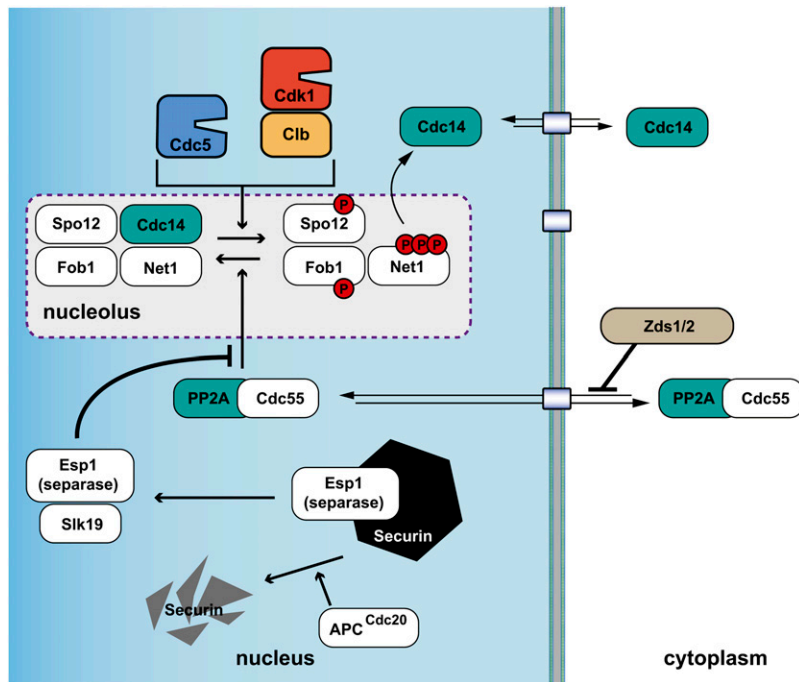 Cdk1
Clb
Cdc5
Cdc14
Cdc14
Spo12
Cdc14
Fob1
Net1
P
Spo12
Fob1
P
P P P
Net1
nucleolus
Zds1/2
PP2A
Cdc55
PP2A
Cdc55
Esp1
(separase)
Slk19
Esp1
(separase)
Securin
Securin
APC Cdc20
nucleus
cytoplasm